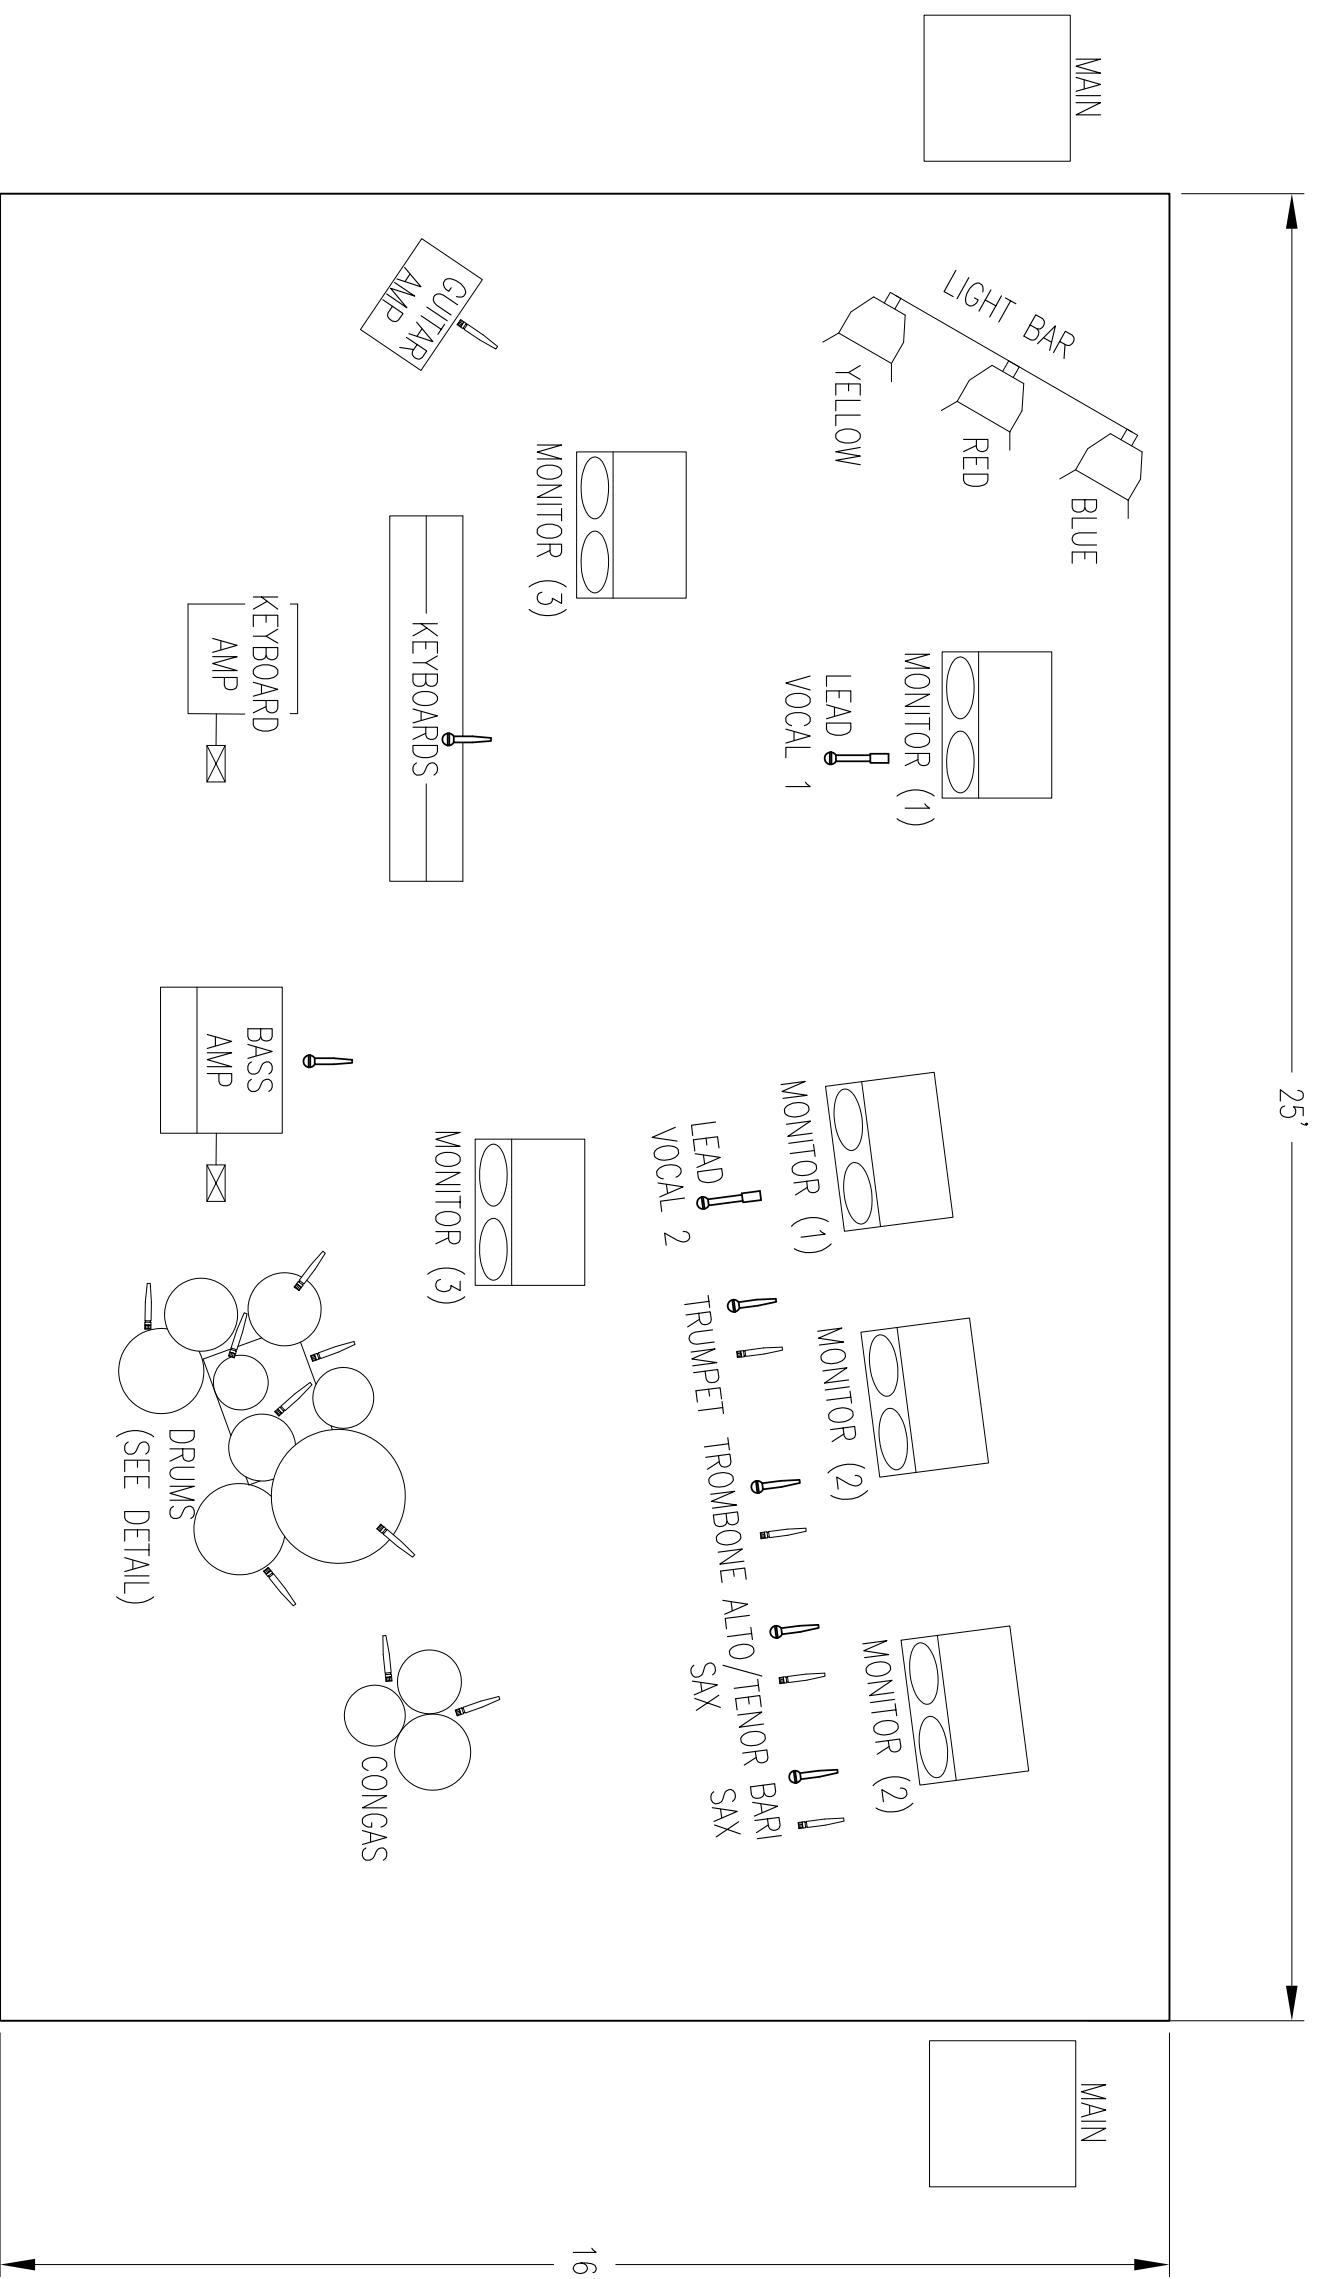 25'
MAIN
MAIN
LIGHT BAR
BLUE
RED
YELLOW
MONITOR (1)
LEAD
VOCAL 1
MONITOR (1)
LEAD
VOCAL 2
MONITOR (2)
MONITOR (2)
TRUMPET
TROMBONE
ALTO/TENOR
SAX
BARI
SAX
16
MONITOR (3)
MONITOR (3)
GUITAR
AMP
KEYBOARDS
KEYBOARD
AMP
BASS
AMP
CONGAS
DRUMS
(SEE DETAIL)